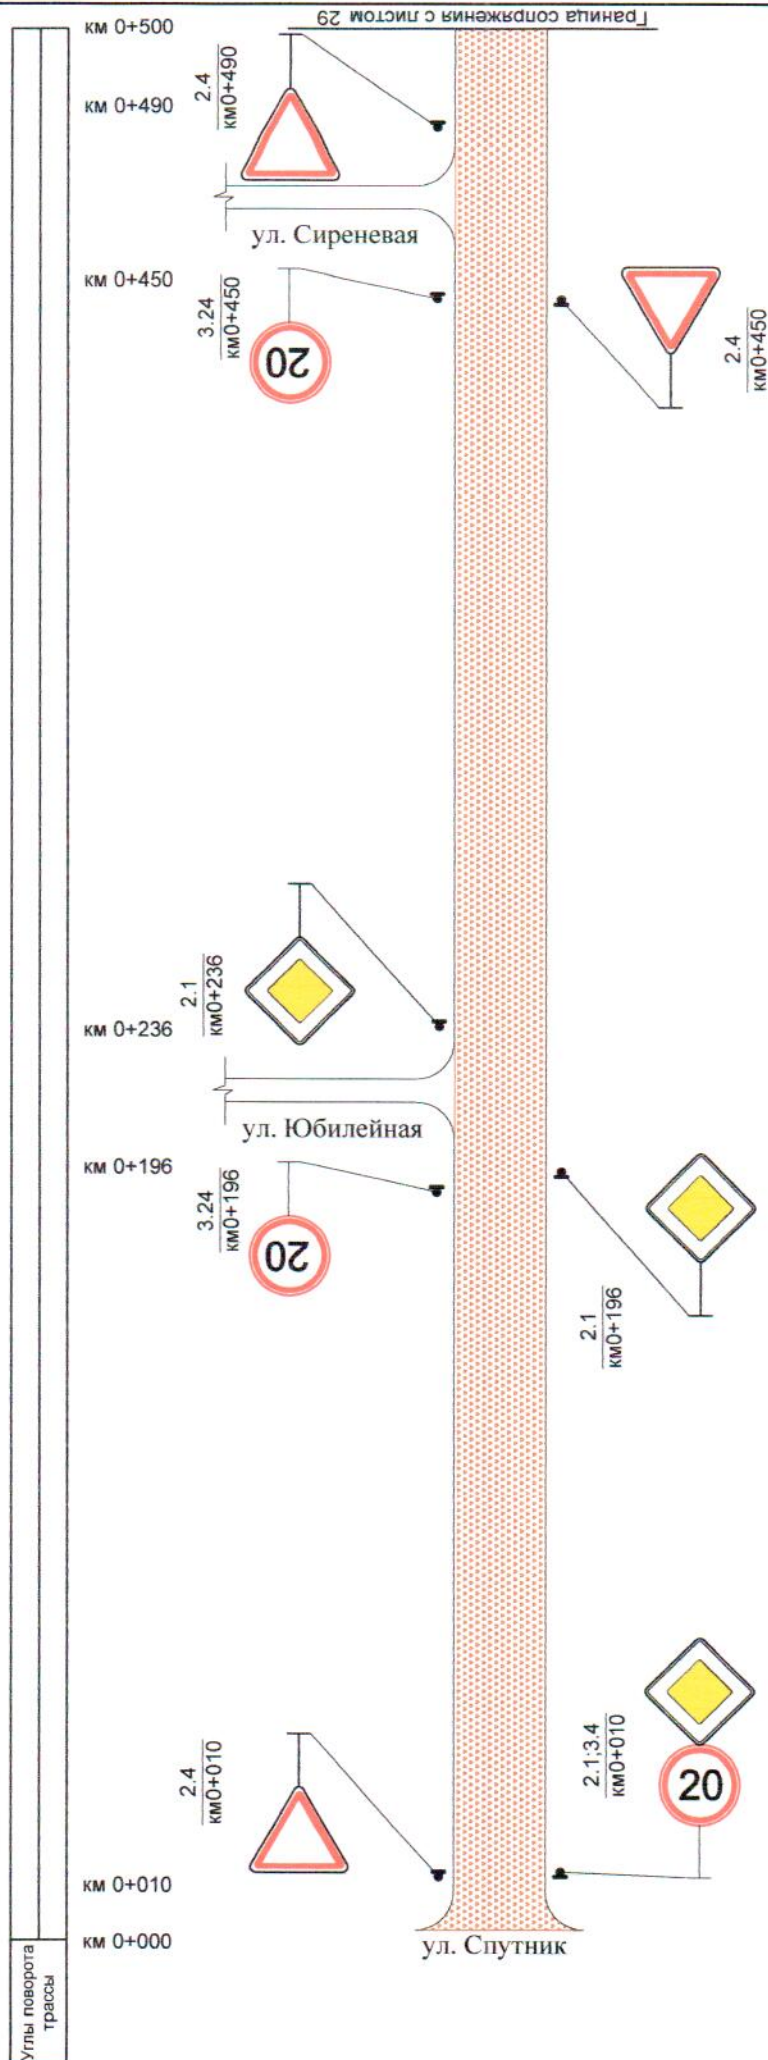 Граница сопряжения с листом 29
км 0+500
2.4
км0+490
км 0+490
ул. Сиреневая
км 0+450
3.24
км0+450
20
2.4
км0+450
2.1
км0+236
км 0+236
ул. Юбилейная
км 0+196
3.24
км0+196
20
2.1
км0+196
2.4
км0+010
2.1;3.4
км0+010
20
км 0+010
км 0+000
ул. Спутник
Углы поворота
трассы